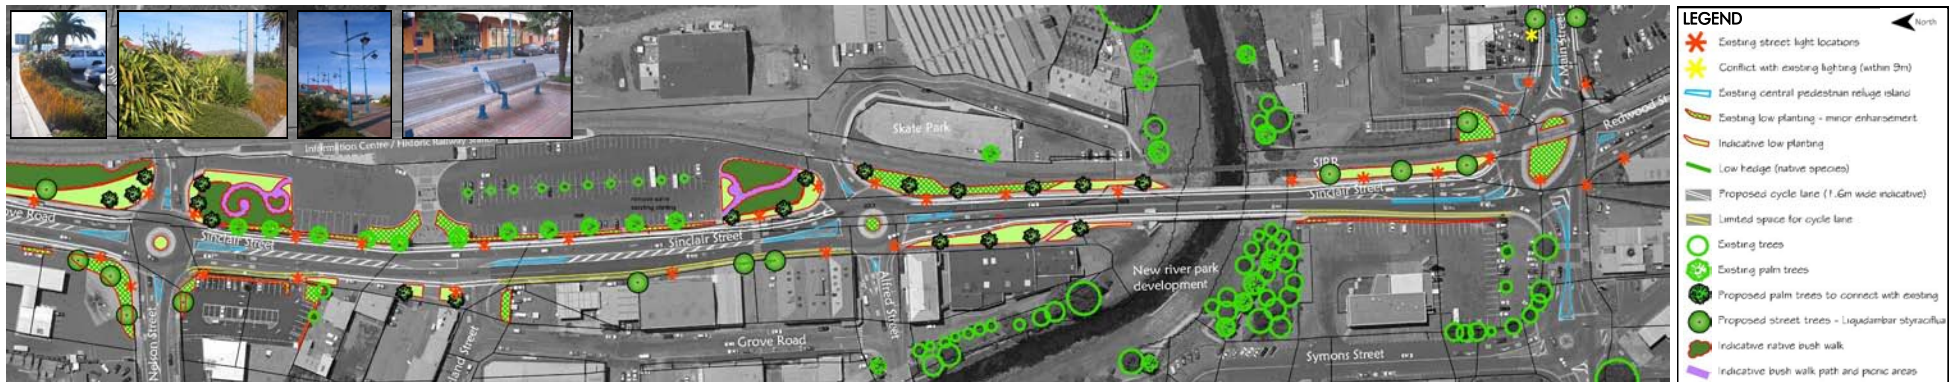 Information Centre / Historic Railway Station
Skate Park
Main Street
Redwood St
SIRR
Sinclair Street
ove Road
Sinclair Street
Sinclair Street
New river park
development
Nelson Street
land Street
Alfred Street
Grove Road
Symons Street
LEGEND
North
Existing street light locations
Conflict with existing lighting (within 9m)
Existing central pedestrian refuge island
Existing low planting - minor enhancement
Indicative low planting
Low hedge (native species)
Proposed cycle lane (1.6m wide indicative)
Limited space for cycle lane
Existing trees
Existing palm trees
Proposed palm trees to connect with existing
Proposed street trees - Liquidambar styraciflua
Indicative native bush walk
Indicative bush walk path and picnic areas